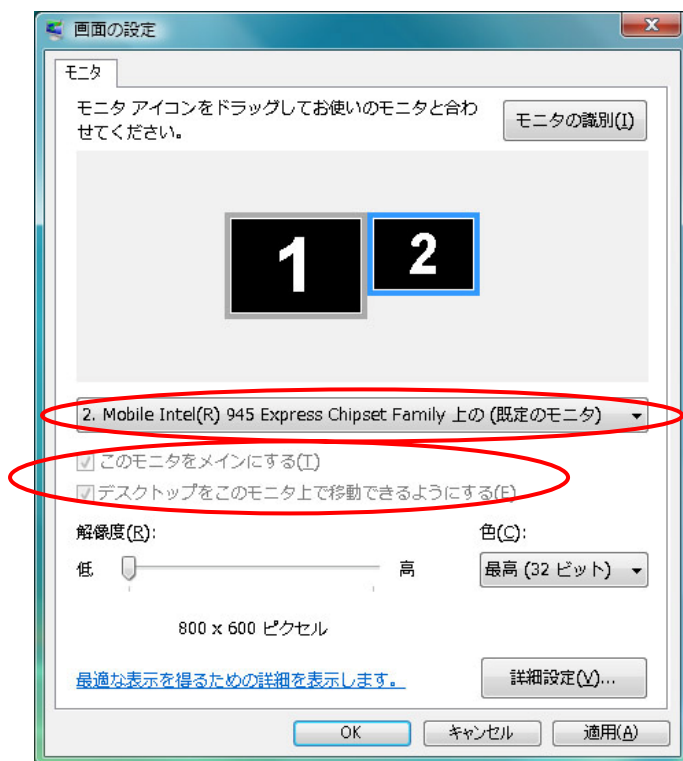 画面の設定
モニタ
モニタ アイコンをドラッグしてお使いのモニタと合わ
せてください。
モニタの識別(I)
1
2
2. Mobile Intel(R) 945 Express Chipset Family 上の (既定のモニタ)
このモニタをメインにする(T)
デスクトップをこのモニタ上で移動できるようにする(E)
解像度(R):
色(C):
低
高
最高 (32 ビット)
800 x 600 ピクセル
最適な表示を得るための詳細を表示します。
詳細設定(V)...
OK
キャンセル
適用(A)